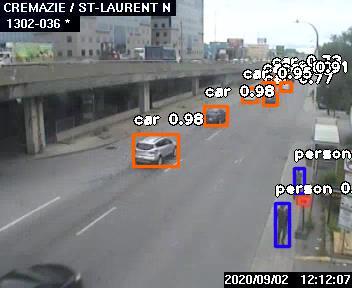 CREMAZIE / ST-LAURENT N
1302-036 *
car 0.98
car 0.98
person
person 0.
2020/09/02 12:12:07